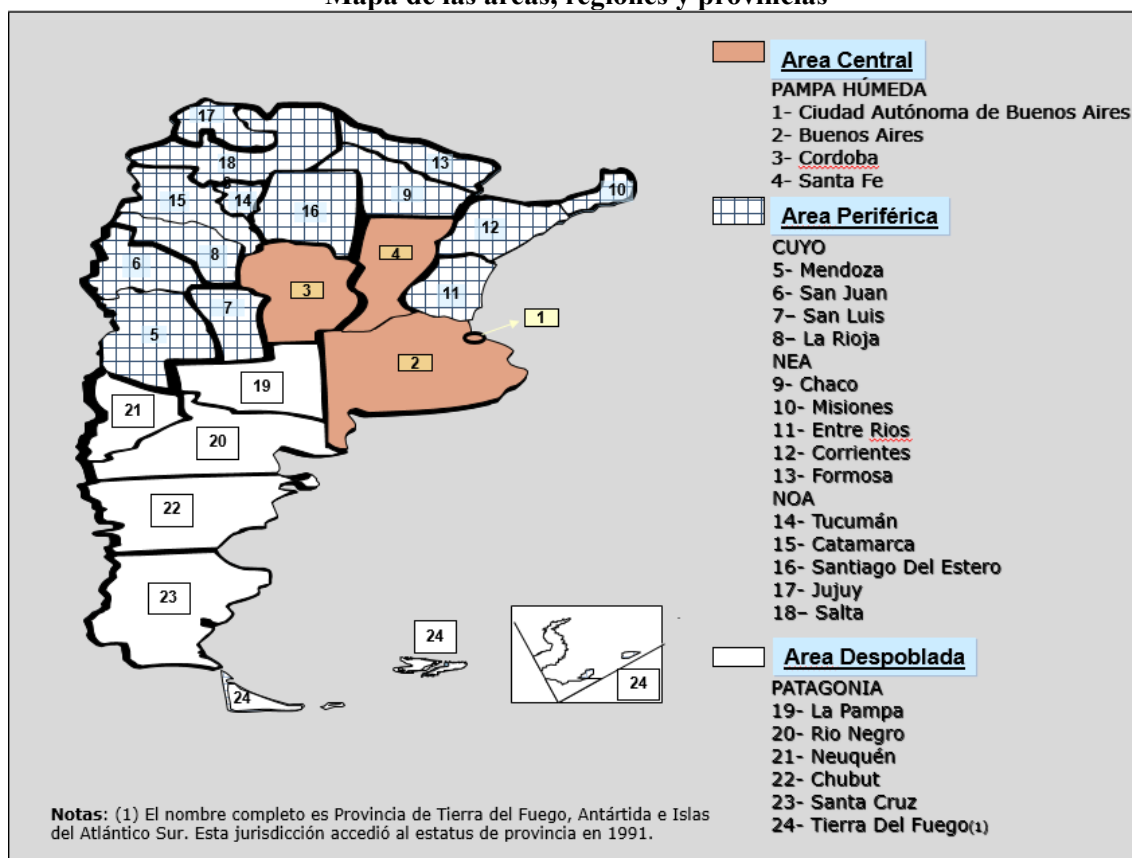 Mapa de las áreas, regiones y provincias
Area Central
PAMPA HÚMEDA
1- Ciudad Autónoma de Buenos Aires
2- Buenos Aires
3- Cordoba
4- Santa Fe
Area Periférica
CUYO
5- Mendoza
6- San Juan
7– San Luis
8– La Rioja
NEA
9- Chaco
10- Misiones
11- Entre Rios
12- Corrientes
13- Formosa
NOA
14- Tucumán
15- Catamarca
16- Santiago Del Estero
17- Jujuy
18– Salta
Area Despoblada
PATAGONIA
19- La Pampa
20- Rio Negro
21- Neuquén
22- Chubut
23- Santa Cruz
24- Tierra Del Fuego(1)
17
18
13
10
15
14
16
9
12
8
6
4
3
11
7
1
5
2
19
21
20
22
23
24
24
24
Notas: (1) El nombre completo es Provincia de Tierra del Fuego, Antártida e Islas
del Atlántico Sur. Esta jurisdicción accedió al estatus de provincia en 1991.